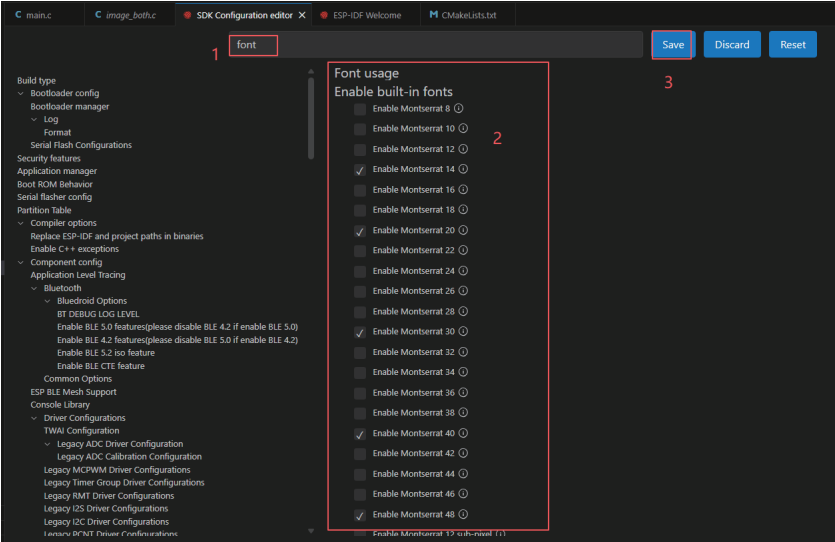 C main.c
C image_both.c
SDK Configuration editor ×
ESP-IDF Welcome
M CMakeLists.txt
1
font
Save
Discard
Reset
3
Build type
Bootloader config
Bootloader manager
Log
Format
Serial Flash Configurations
Security features
Application manager
Boot ROM Behavior
Serial flasher config
Partition Table
Compiler options
Replace ESP-IDF and project paths in binaries
Enable C++ exceptions
Component config
Application Level Tracing
Bluetooth
Bluedroid Options
BT DEBUG LOG LEVEL
Enable BLE 5.0 features(please disable BLE 4.2 if enable BLE 5.0)
Enable BLE 4.2 features(please disable BLE 5.0 if enable BLE 4.2)
Enable BLE 5.2 iso feature
Enable BLE CTE feature
Common Options
ESP BLE Mesh Support
Console Library
Driver Configurations
TWAI Configuration
Legacy ADC Driver Configuration
Legacy ADC Calibration Configuration
Legacy MCPWM Driver Configurations
Legacy Timer Group Driver Configurations
Legacy RMT Driver Configurations
Legacy I2S Driver Configurations
Legacy I2C Driver Configurations
Legacy PCNT Driver Configurations
Font usage
Enable built-in fonts
2
Enable Montserrat 8
Enable Montserrat 10
Enable Montserrat 12
Enable Montserrat 14
Enable Montserrat 16
Enable Montserrat 18
Enable Montserrat 20
Enable Montserrat 22
Enable Montserrat 24
Enable Montserrat 26
Enable Montserrat 28
Enable Montserrat 30
Enable Montserrat 32
Enable Montserrat 34
Enable Montserrat 36
Enable Montserrat 38
Enable Montserrat 40
Enable Montserrat 42
Enable Montserrat 44
Enable Montserrat 46
Enable Montserrat 48
Enable Montserrat 12 sub-pixel